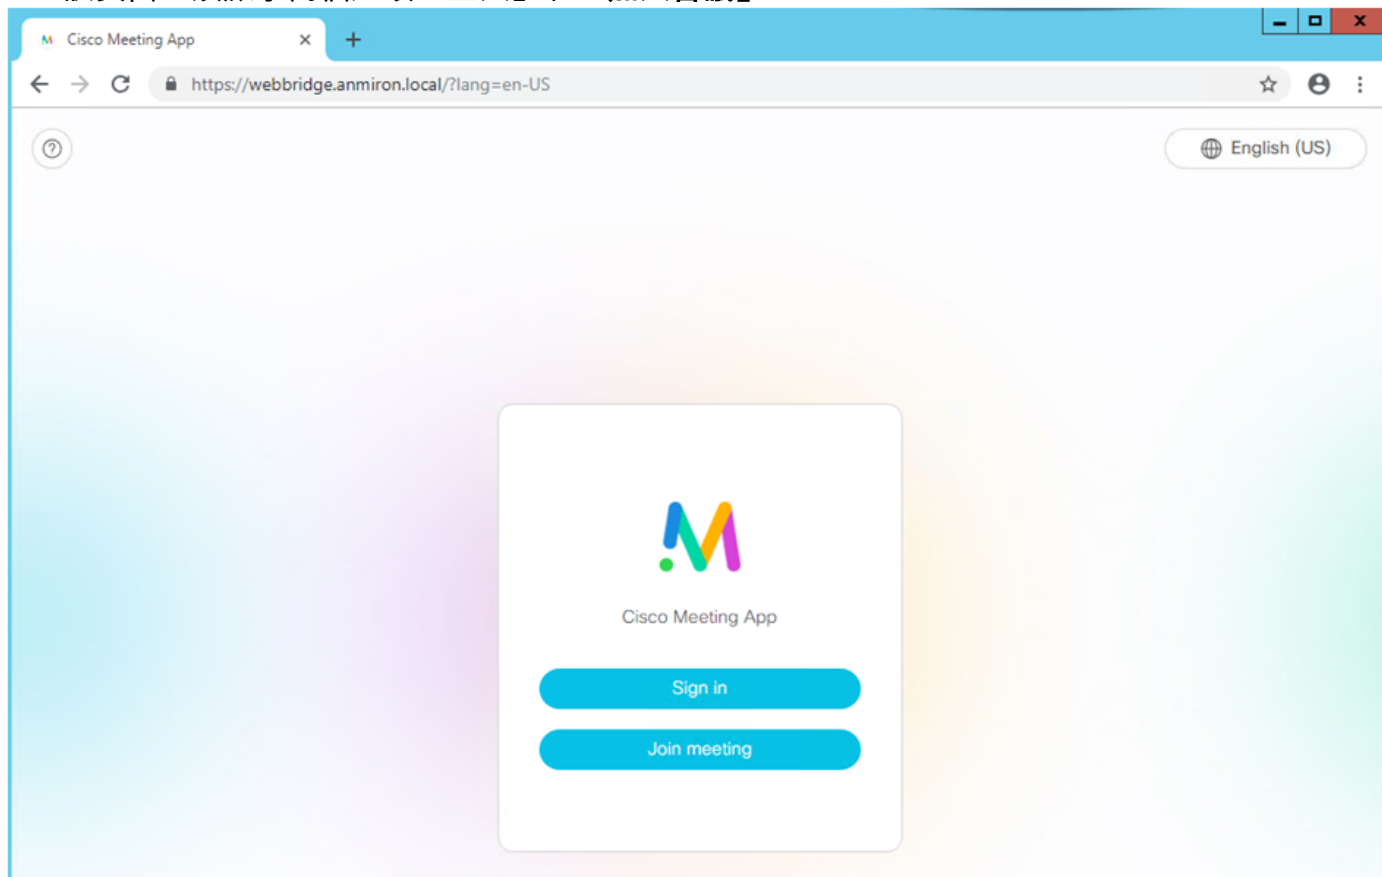 Cisco Meeting App
https://webbridge.anmiron.local/?lang=en-US
English (US)
Cisco Meeting App
Sign in
Join meeting